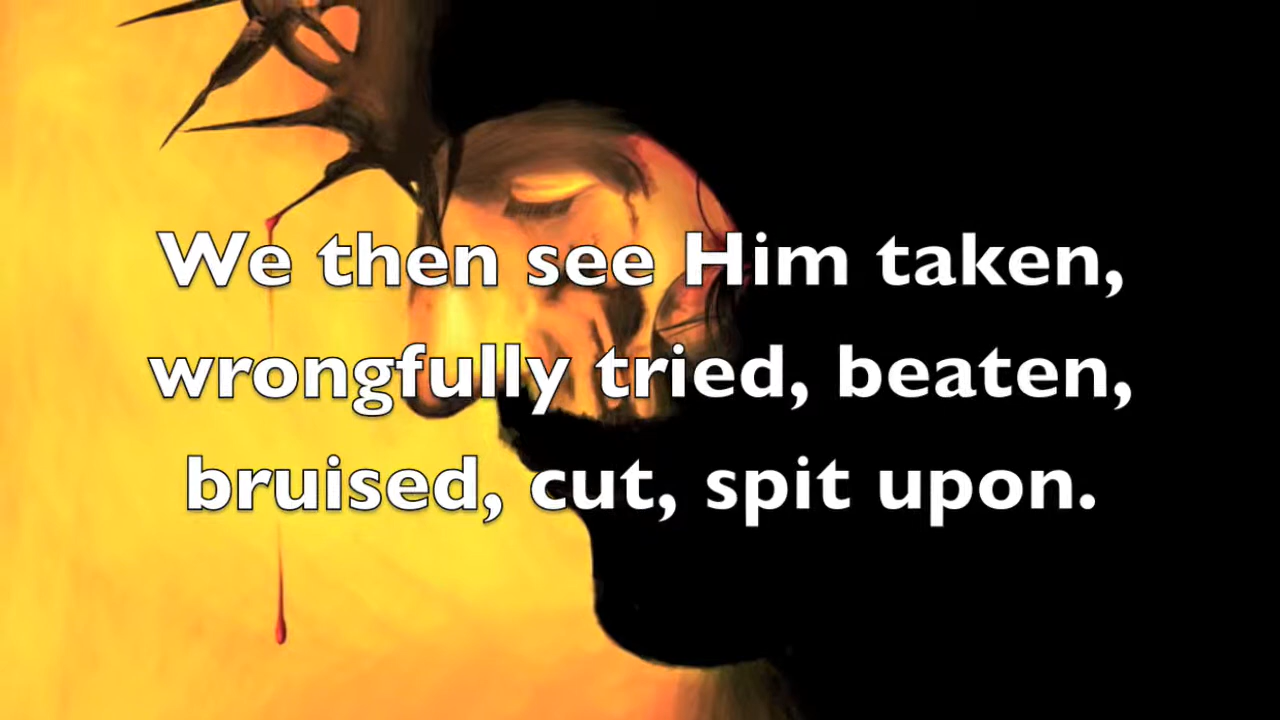 We then see Him taken,
wrongfully tried, beaten,
bruised, cut, spit upon.